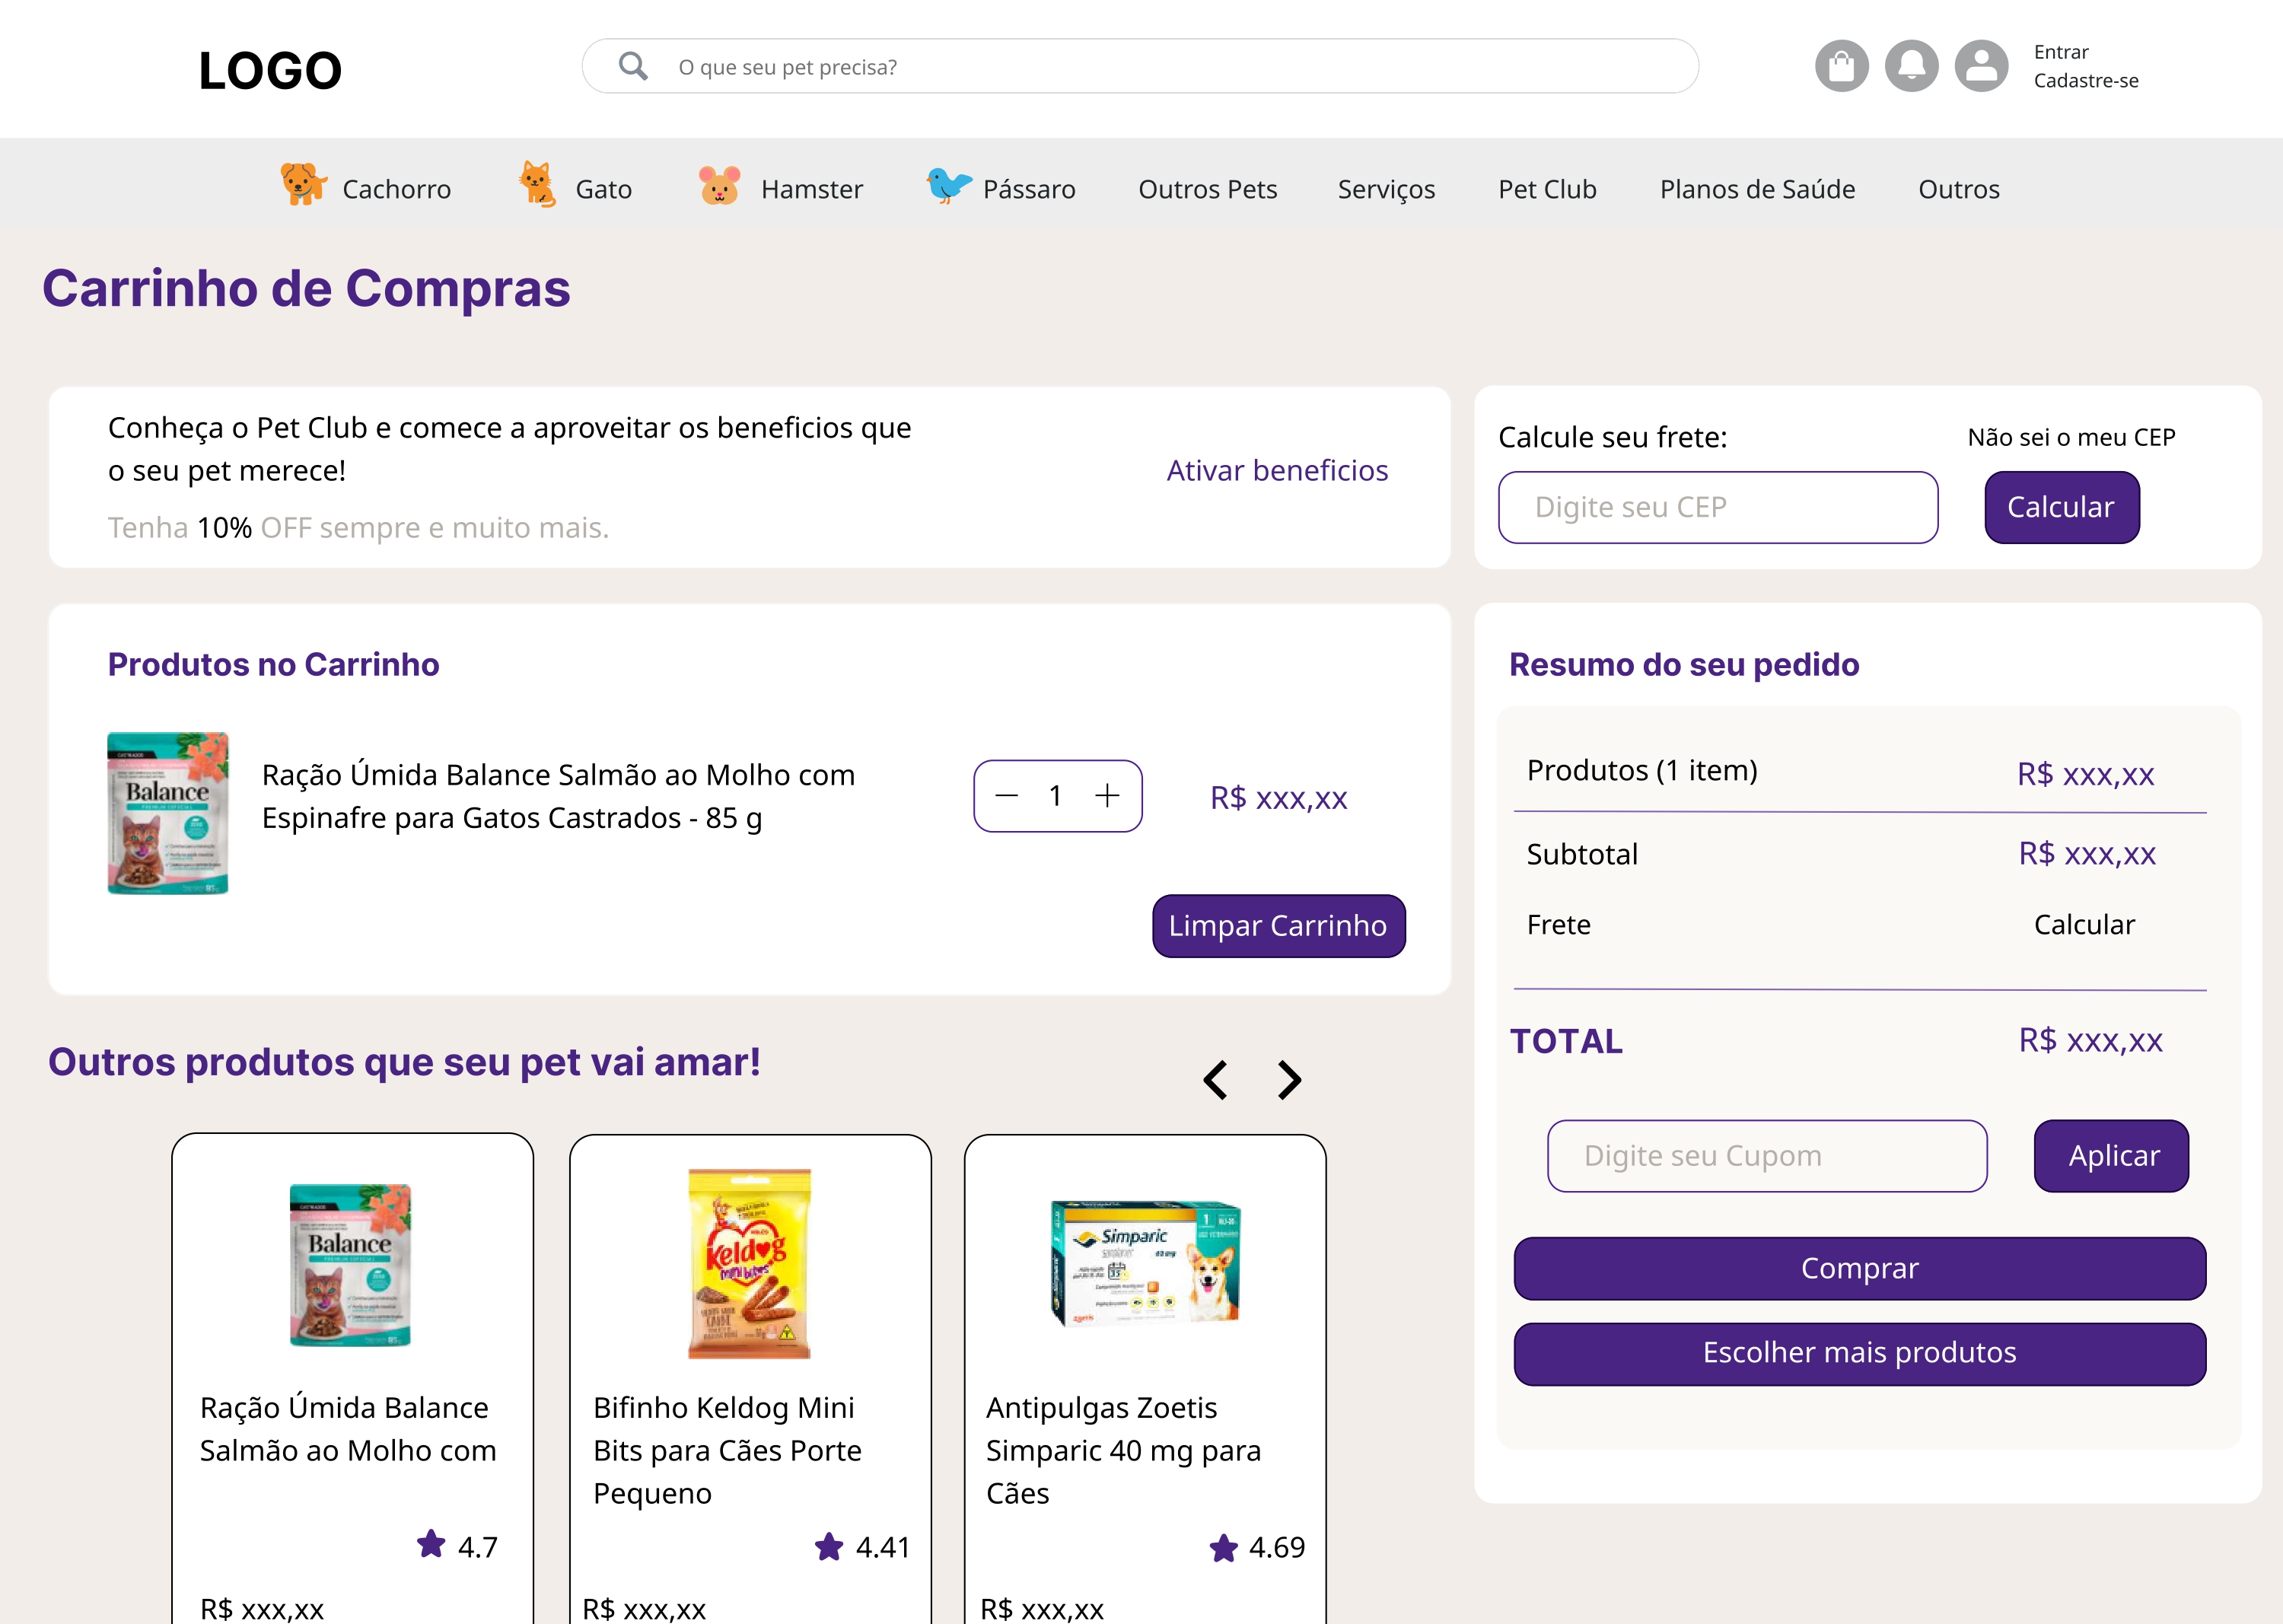 LOGO
O que seu pet precisa?
Entrar
Cadastre-se
Cachorro
Gato
Hamster
Pássaro
Outros Pets
Serviços
Pet Club
Planos de Saúde
Outros
Carrinho de Compras
Conheça o Pet Club e comece a aproveitar os beneficios que
o seu pet merece!
Tenha 10% OFF sempre e muito mais.
Ativar beneficios
Calcule seu frete:
Não sei o meu CEP
Digite seu CEP
Calcular
Produtos no Carrinho
Balance
Ração Úmida Balance Salmão ao Molho com
Espinafre para Gatos Castrados - 85 g
1
R$ xxx,xx
Limpar Carrinho
Resumo do seu pedido
Produtos (1 item)
R$ xxx,xx
Subtotal
R$ xxx,xx
Frete
Calcular
TOTAL
R$ xxx,xx
Digite seu Cupom
Aplicar
Comprar
Escolher mais produtos
Outros produtos que seu pet vai amar!
Balance
Ração Úmida Balance
Salmão ao Molho com
4.7
R$ xxx,xx
Keldog
mini bites
Bifinho Keldog Mini
Bits para Cães Porte
Pequeno
4.41
R$ xxx,xx
Simparic
Antipulgas Zoetis
Simparic 40 mg para
Cães
4.69
R$ xxx,xx